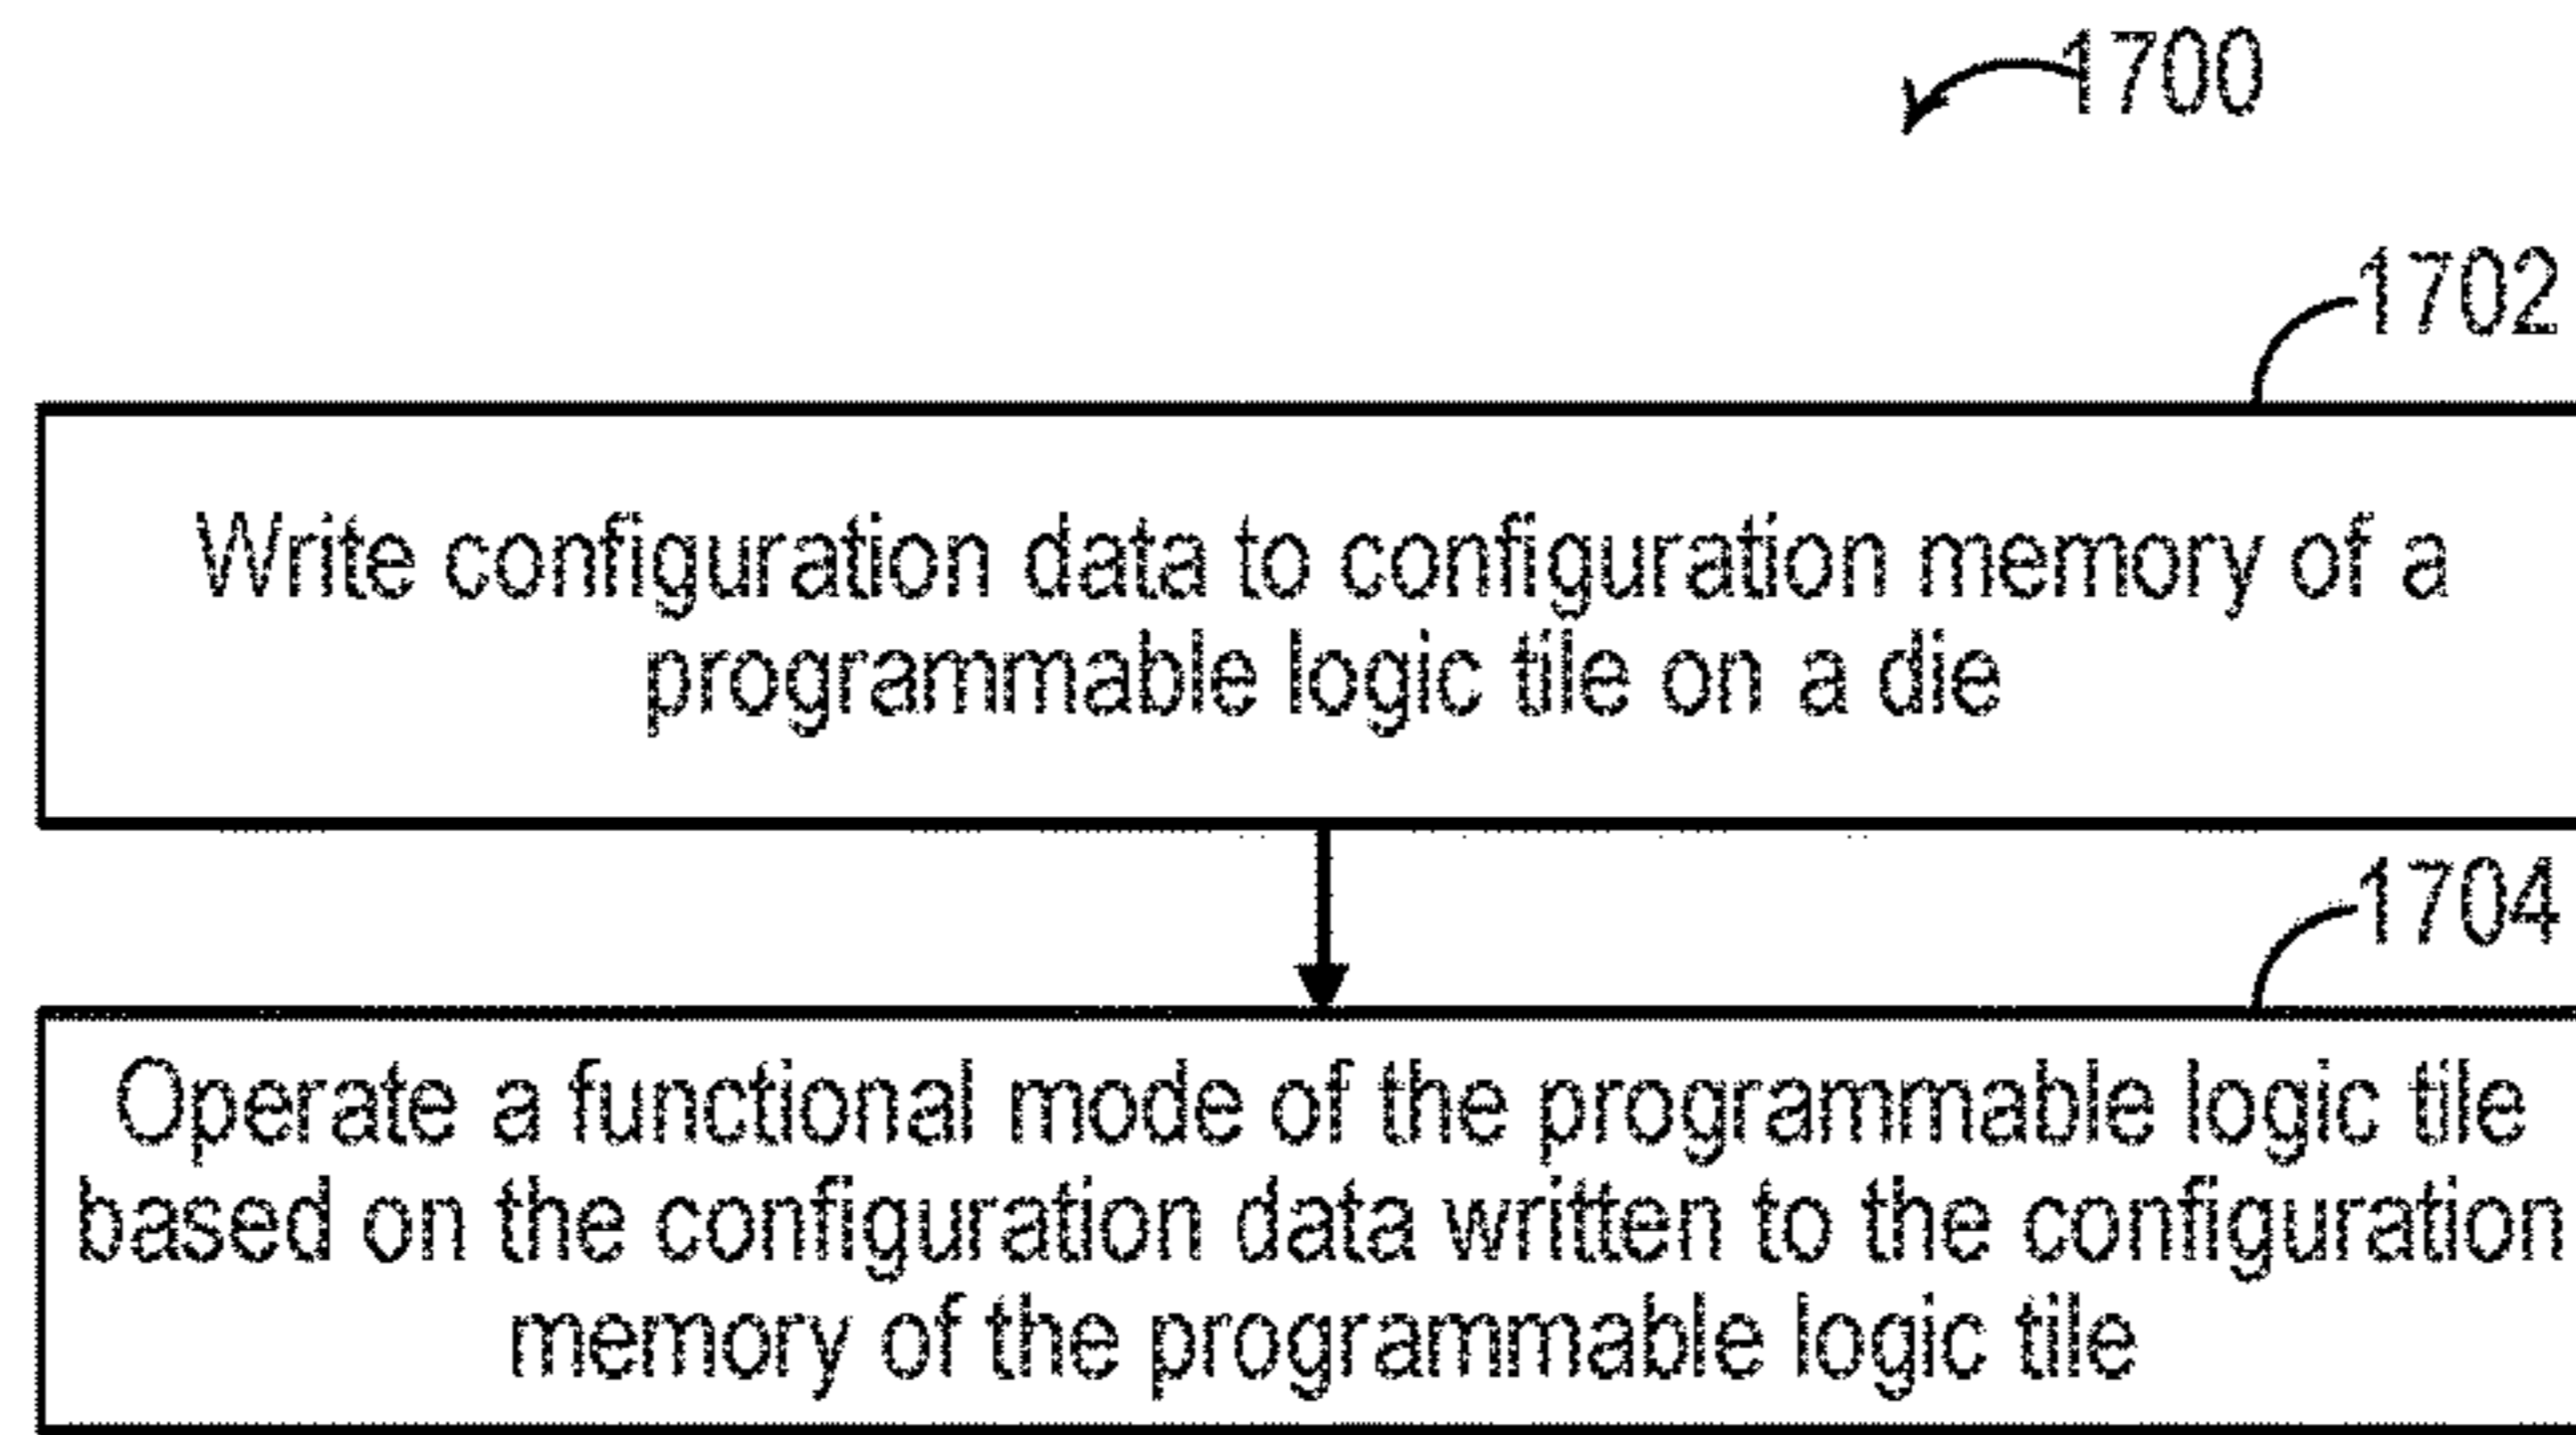 1700
1702
Write configuration data to configuration memory of a
programmable logic tile on a die
1704
Operate a functional mode of the programmable logic tile
based on the configuration data written to the configuration
memory of the programmable logic tile